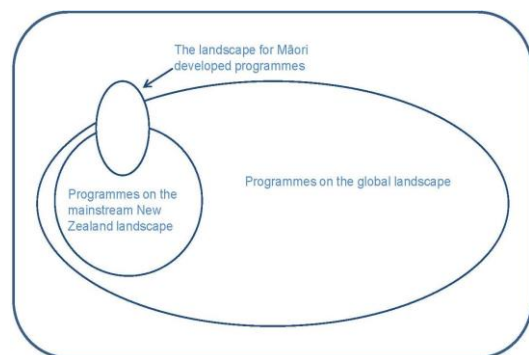 The landscape for Māori
developed programmes
Programmes on the global landscape
Programmes on the
mainstream New
Zealand landscape